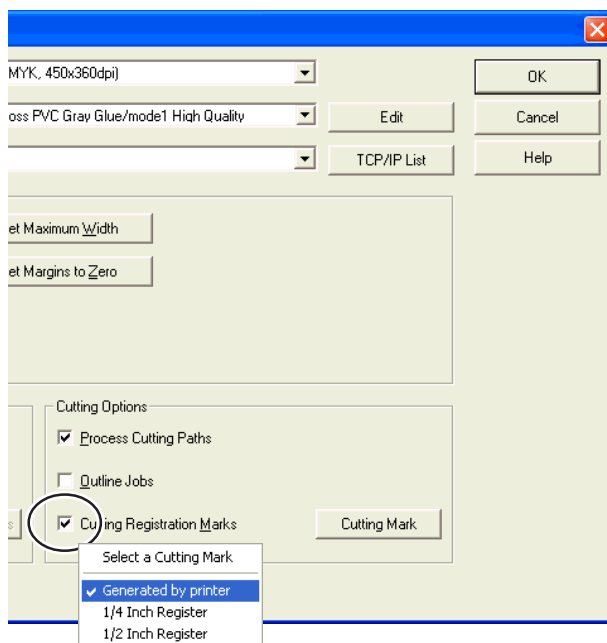 MYK, 450x360dpi)
OK
oss PVC Gray Glue/mode1 High Quality
Edit
Cancel
TCP/IP List
Help
et Maximum Width
et Margins to Zero
Cutting Options
Process Cutting Paths
Outline Jobs
s
Cutting Registration Marks
Cutting Mark
Select a Cutting Mark
Generated by printer
1/4 Inch Register
1/2 Inch Register